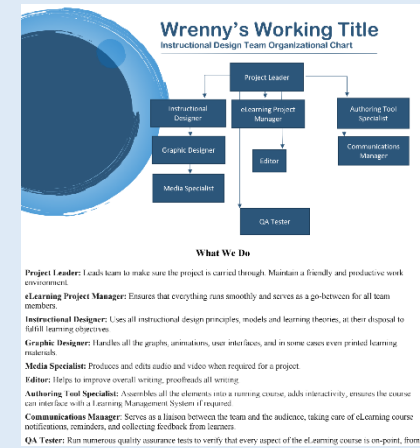 Wrenny's Working Title
Instructional Design Team Organizational Chart
Project Leader
Instructional
Designer
eLearning Project
Manager
Authoring Tool
Specialist
Graphic Designer
Editor
Communications
Manager
Media Specialist
QA Tester
What We Do
Project Leader: Leads team to make sure the project is carried through. Maintain a friendly and productive work
environment.
eLearning Project Manager: Ensures that everything runs smoothly and serves as a go-between for all team
members.
Instructional Designer: Uses all instructional design principles, models and learning theories, at their disposal to
fulfill learning objectives.
Graphic Designer: Handles all the graphs, animations, user interfaces, and in some cases even printed learning
materials.
Media Specialist: Produces and edits audio and video when required for a project.
Editor: Helps to improve overall writing, proofreads all writing
Authoring Tool Specialist: Assembles all the elements into a running course, adds interactivity, ensures the course
can interface with a Learning Management System if required.
Communications Manager: Serves as a liaison between the team and the audience, taking care of eLearning course
notifications, reminders, and collecting feedback from learners.
QA Tester: Run numerous quality assurance tests to verify that every aspect of the eLearning course is on-point, from